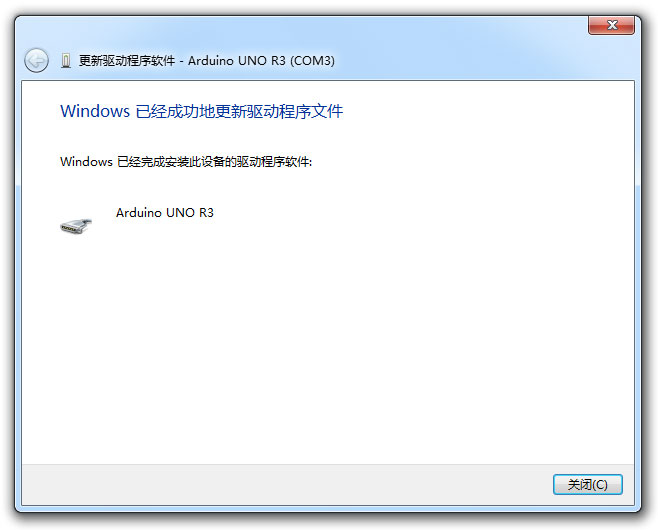 更新驱动程序软件 - Arduino UNO R3 (COM3)
Windows 已经成功地更新驱动程序文件
Windows 已经完成安装此设备的驱动程序软件:
Arduino UNO R3
关闭(C)